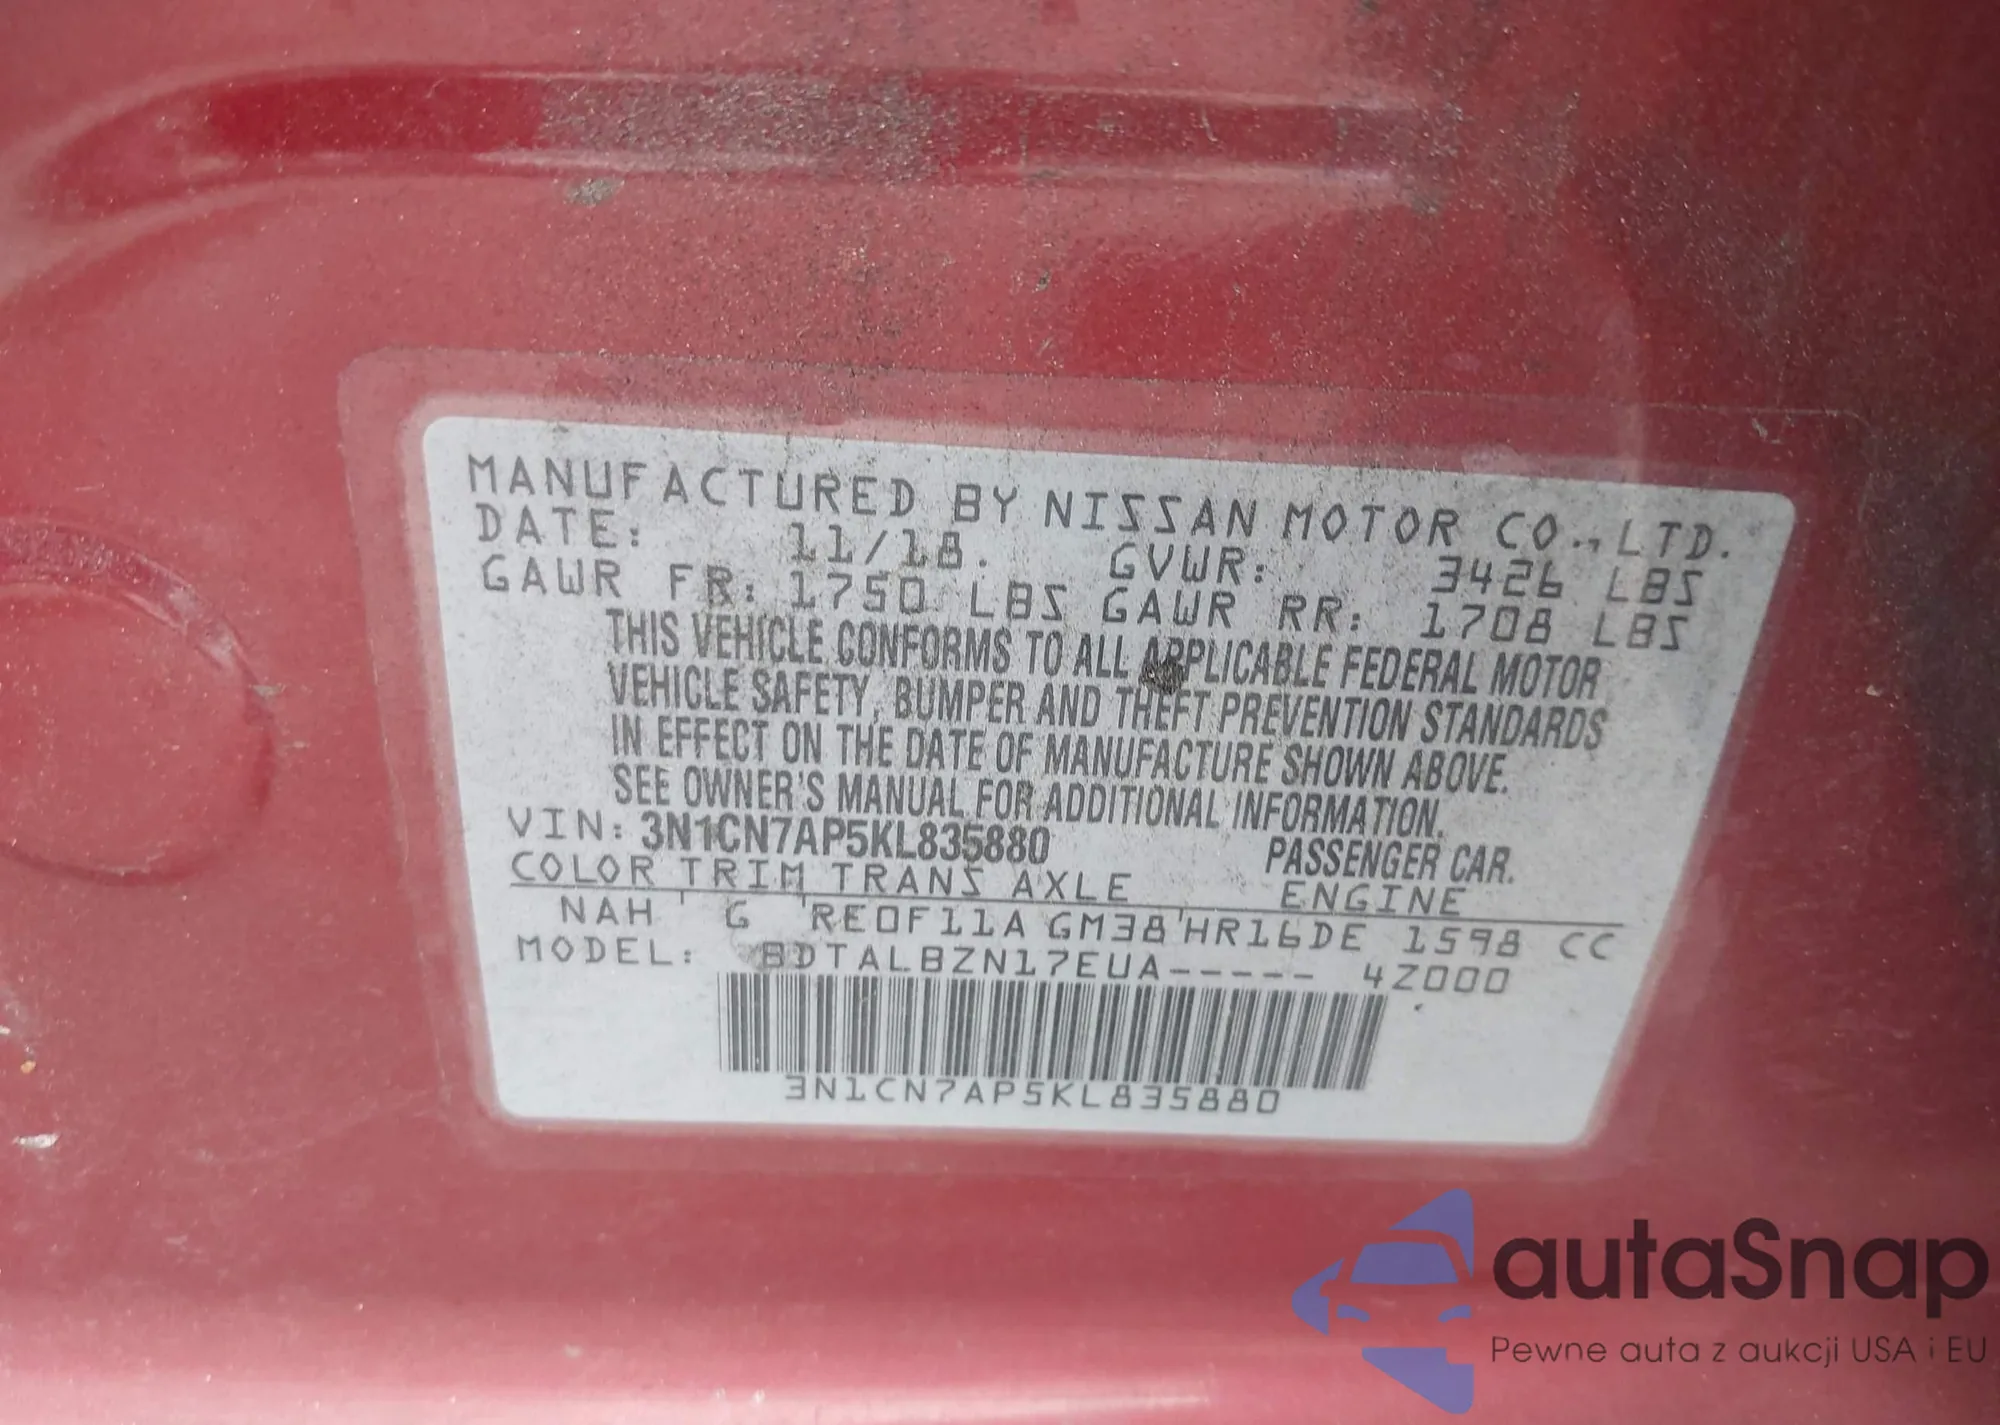 MANUFACTURED BY NISSAN MOTOR CO., LTD.
DATE: 11/18. GVWR: 3426 LBS
GAWR FR: 1750 LBS GAWR RR: 1708 LBS
THIS VEHICLE CONFORMS TO ALL APPLICABLE FEDERAL MOTOR
VEHICLE SAFETY, BUMPER AND THEFT PREVENTION STANDARDS
IN EFFECT ON THE DATE OF MANUFACTURE SHOWN ABOVE.
SEE OWNER'S MANUAL FOR ADDITIONAL INFORMATION.
VIN: 3N1CN7AP5KL835880 PASSENGER CAR.
COLOR TRIM TRANS AXLE ENGINE
NAH ' G 'RE0F11A GM38'HR16DE 1598 CC
MODEL: BDTALBZN17EUA----- 4Z000
3N1CN7AP5KL835880
autaSnap
Pewne auta z aukcji USA i EU